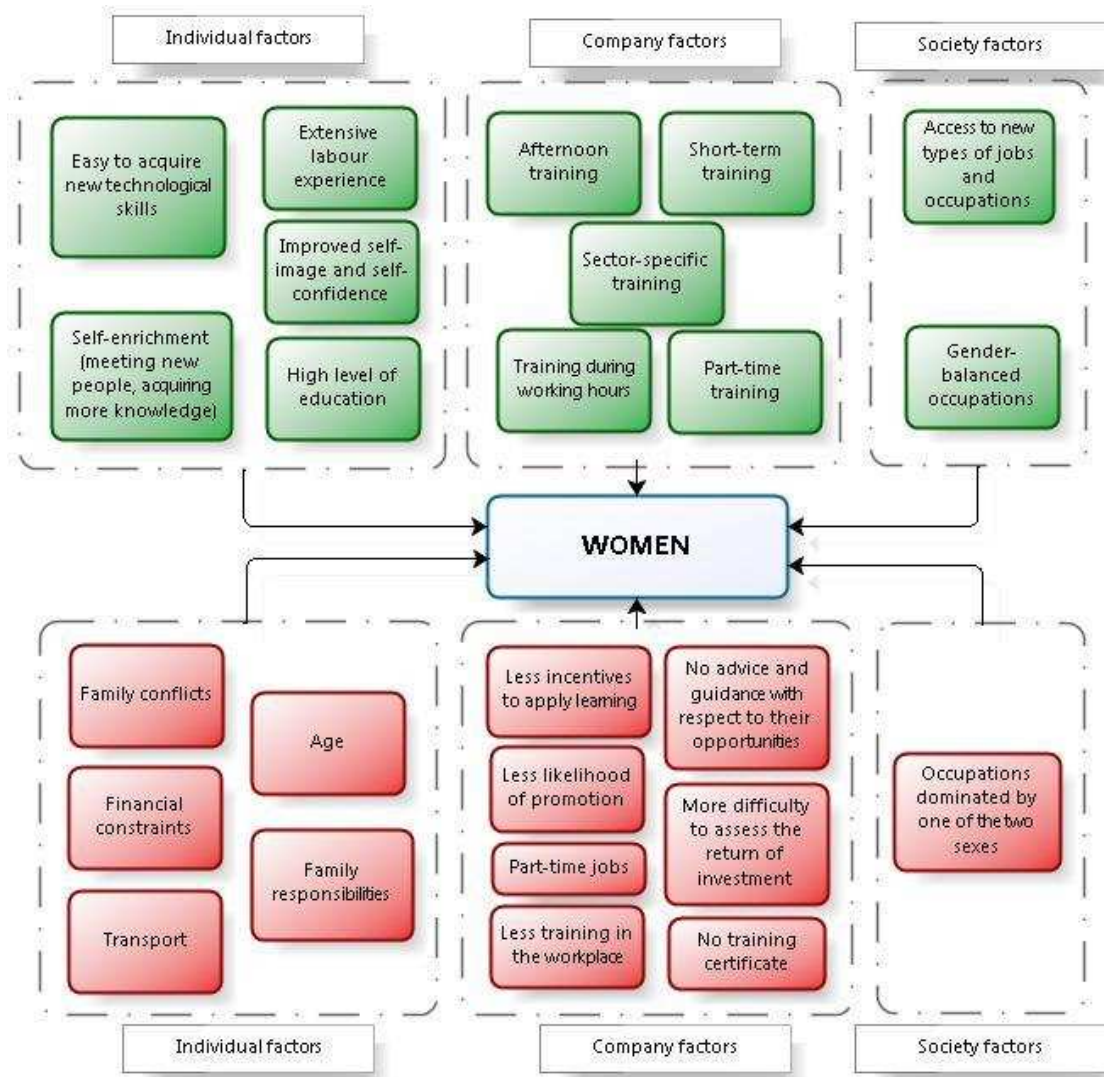 Individual factors
Company factors
Society factors
Easy to acquire
new technological
skills
Extensive
labour
experience
Improved self-
image and self-
confidence
Self-enrichment
(meeting new
people, acquiring
more knowledge)
High level of
education
Afternoon
training
Short-term
training
Sector-specific
training
Training during
working hours
Part-time
training
Access to new
types of jobs
and
occupations
Gender-
balanced
occupations
WOMEN
Family conflicts
Age
Financial
constraints
Family
responsibilities
Transport
Less incentives
to apply learning
No advice and
guidance with
respect to their
opportunities
Less likelihood
of promotion
More difficulty
to assess the
return of
investment
Part-time jobs
Less training in
the workplace
No training
certificate
Occupations
dominated by
one of the two
sexes
Individual factors
Company factors
Society factors